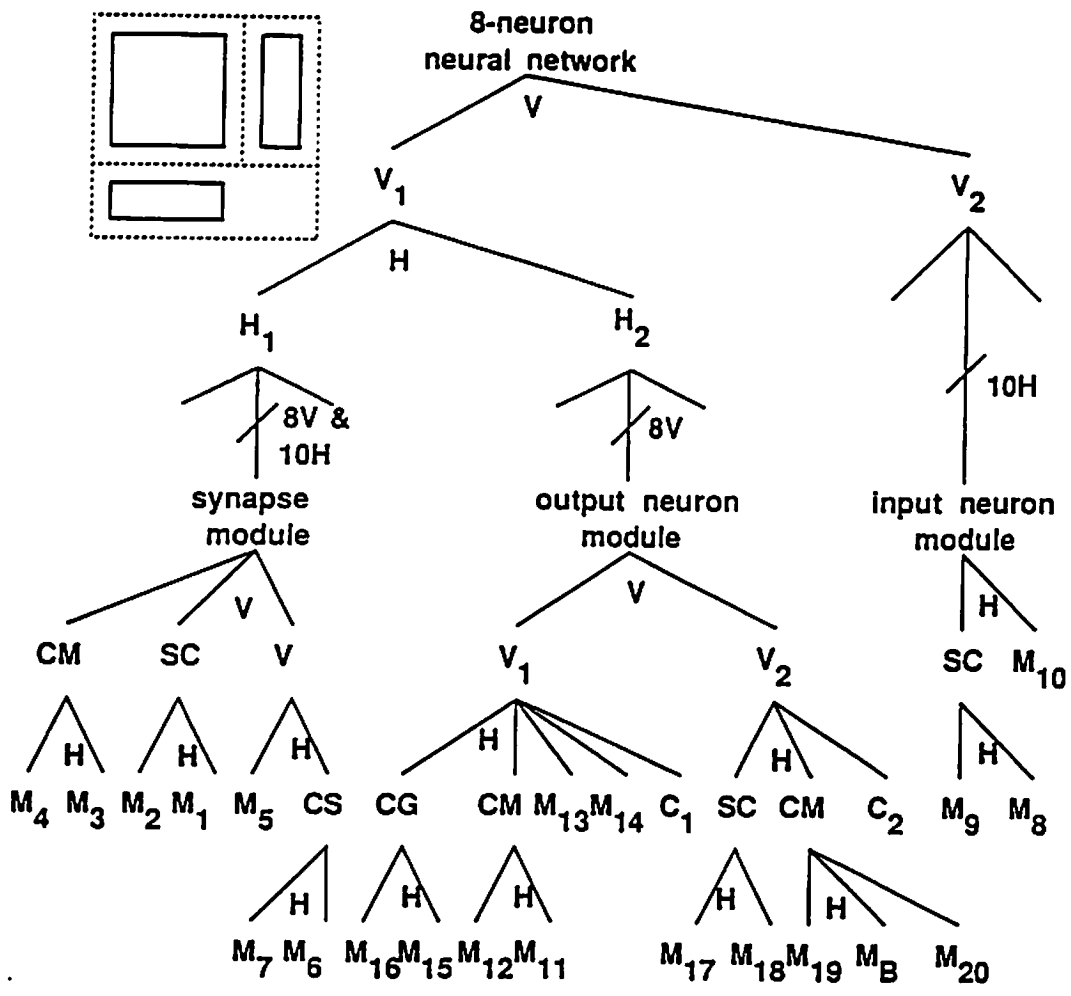 8-neuron
neural network
V
V1 V2
H
H1 H2
8V & 10H
8V
10H
synapse
module
output neuron
module
input neuron
module
V V H
CM SC V V1 V2 SC M10
H H H H H H
M4 M3 M2 M1 M5 CS CG CM M13 M14 C1 SC CM C2 M9 M8
H H H H H
M7 M6 M16 M15 M12 M11 M17 M18 M19 MB M20